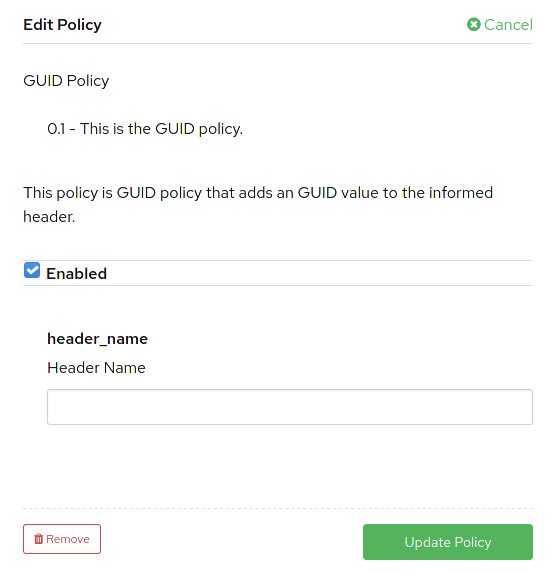 Edit Policy
Cancel
GUID Policy
0.1 - This is the GUID policy.
This policy is GUID policy that adds an GUID value to the informed
header.
Enabled
header_name
Header Name
Remove
Update Policy